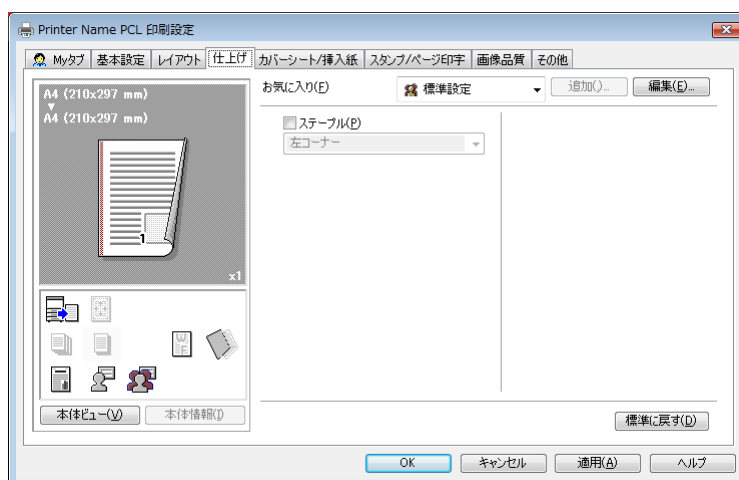 Printer Name PCL 印刷設定
Myタブ 基本設定 レイアウト 仕上げ カバーシート/挿入紙 スタンプ/ページ印字 画像品質 その他
A4 (210x297 mm)
A4 (210x297 mm)
1
x1
お気に入り(F) 標準設定 追加()... 編集(E)...
ステープル(P)
左コーナー
本体ビュー(V) 本体情報(I)
標準に戻す(D)
OK キャンセル 適用(A) ヘルプ